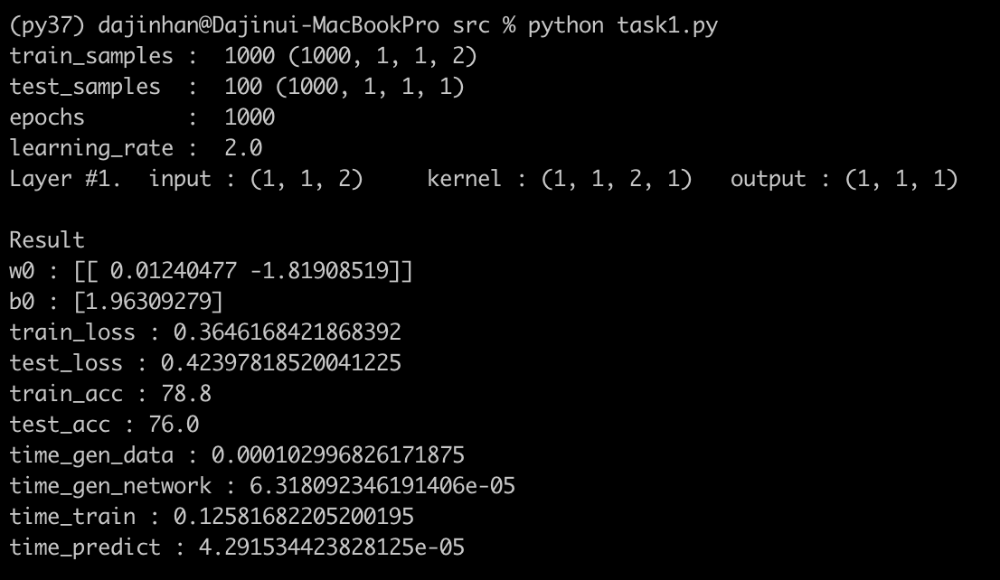 (py37) dajinhan@Dajinui-MacBookPro src % python task1.py
train_samples :  1000 (1000, 1, 1, 2)
test_samples  :  100 (1000, 1, 1, 1)
epochs        :  1000
learning_rate :  2.0
Layer #1.  input : (1, 1, 2)     kernel : (1, 1, 2, 1)   output : (1, 1, 1)

Result
w0 : [[ 0.01240477 -1.81908519]]
b0 : [1.96309279]
train_loss : 0.3646168421868392
test_loss : 0.42397818520041225
train_acc : 78.8
test_acc : 76.0
time_gen_data : 0.000102996826171875
time_gen_network : 6.318092346191406e-05
time_train : 0.12581682205200195
time_predict : 4.291534423828125e-05